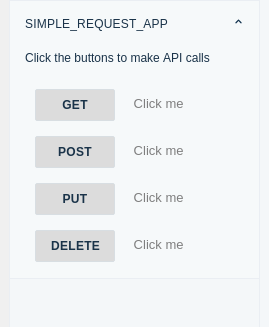 SIMPLE_REQUEST_APP
Click the buttons to make API calls
GET Click me
POST Click me
PUT Click me
DELETE Click me